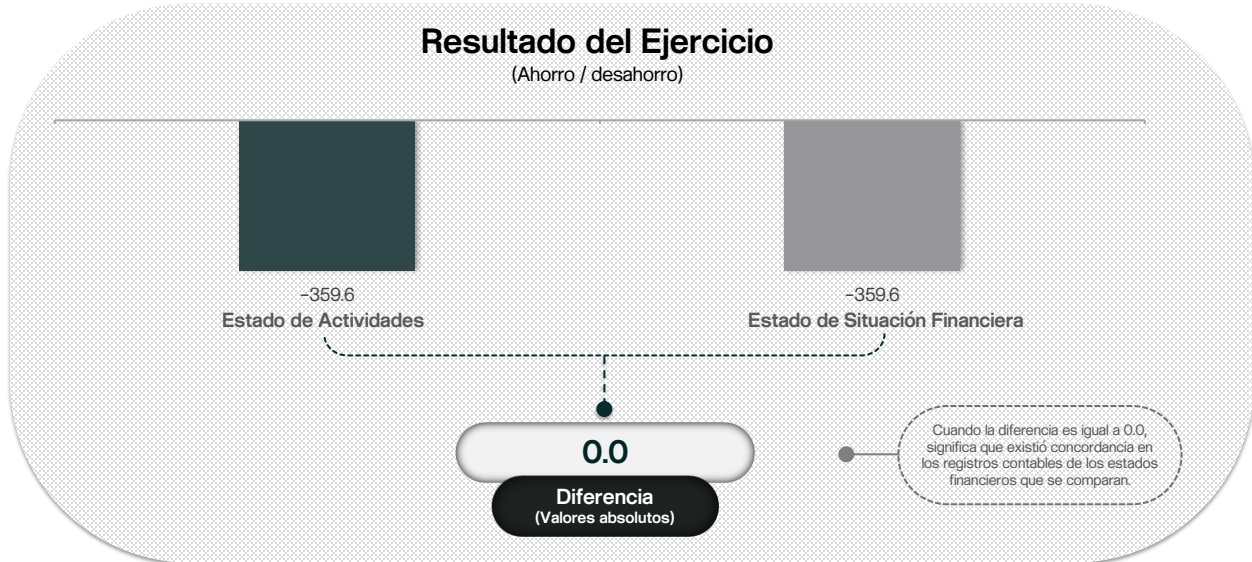 Resultado del Ejercicio
(Ahorro / desahorro)
-359.6
Estado de Actividades
-359.6
Estado de Situación Financiera
0.0
Diferencia
(Valores absolutos)
Cuando la diferencia es igual a 0.0,
significa que existió concordancia en
los registros contables de los estados
financieros que se comparan.